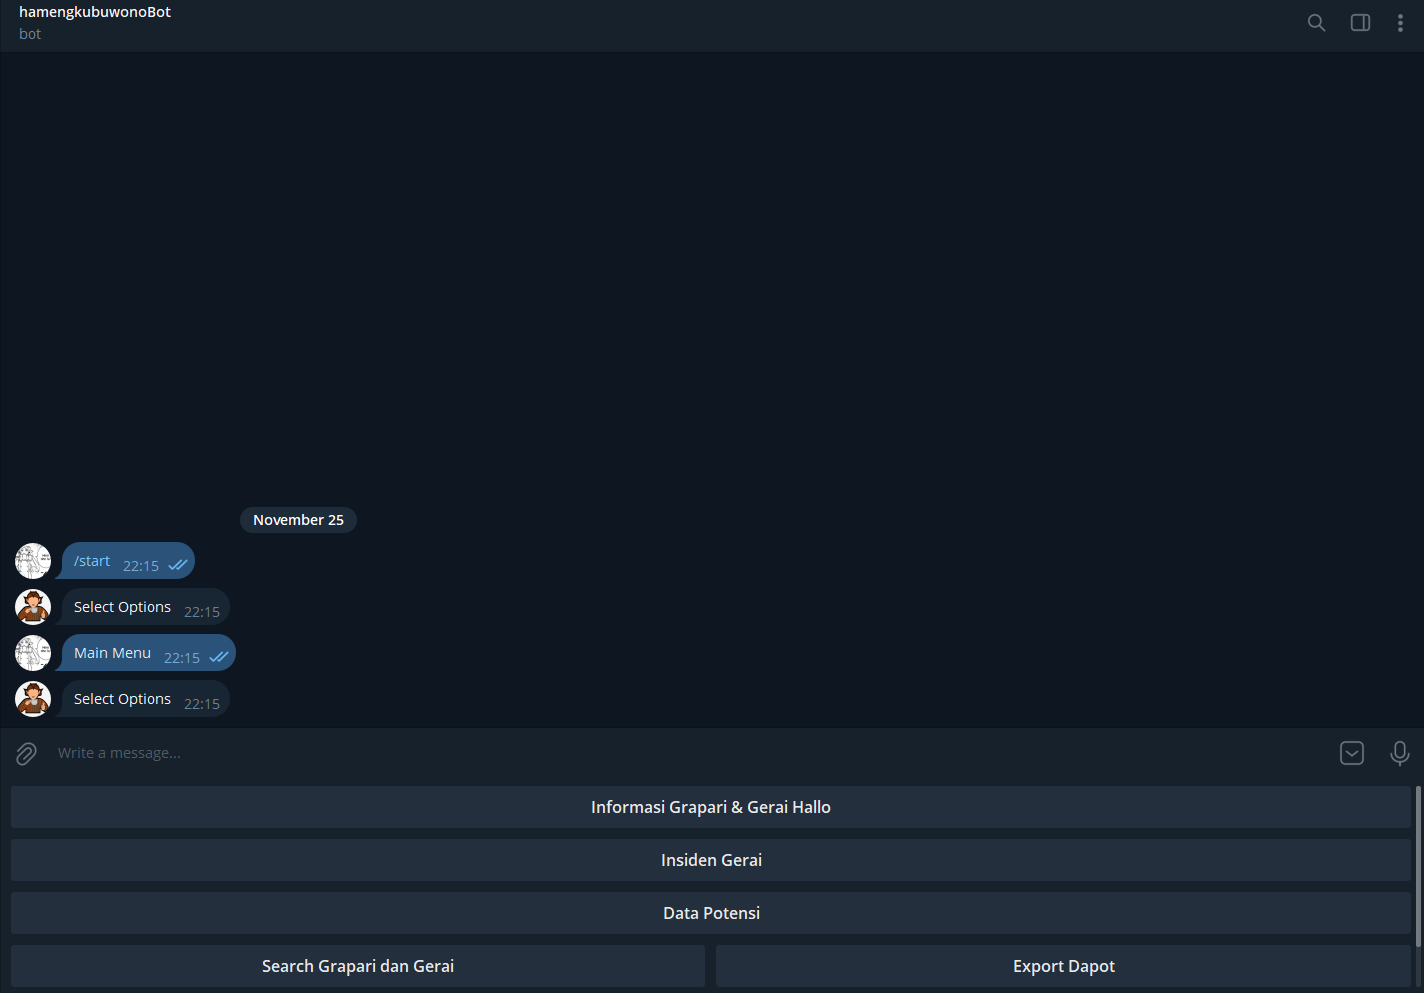 hamengkubuwonoBot
bot
November 25
/start 22:15
Select Options 22:15
Main Menu 22:15
Select Options 22:15
Write a message...
Informasi Grapari & Gerai Hallo
Insiden Gerai
Data Potensi
Search Grapari dan Gerai
Export Dapot